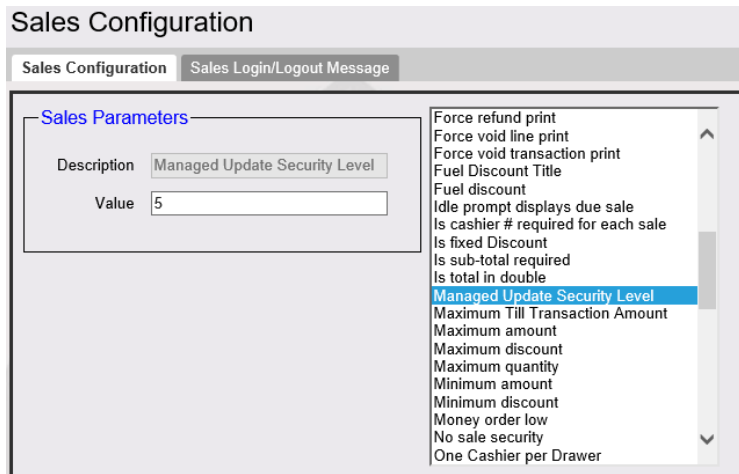 Sales Configuration
Sales Configuration
Sales Login/Logout Message
Sales Parameters
Description
Managed Update Security Level
Value
5
Force refund print
Force void line print
Force void transaction print
Fuel Discount Title
Fuel discount
Idle prompt displays due sale
Is cashier # required for each sale
Is fixed Discount
Is sub-total required
Is total in double
Managed Update Security Level
Maximum Till Transaction Amount
Maximum amount
Maximum discount
Maximum quantity
Minimum amount
Minimum discount
Money order low
No sale security
One Cashier per Drawer